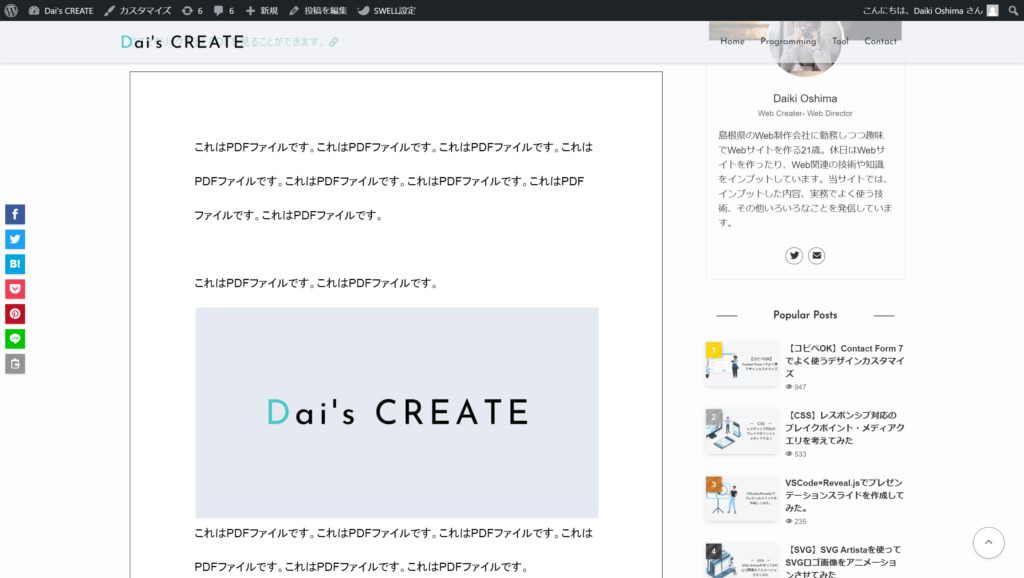 Dai's CREATE
カスタマイズ
6
6
新規
投稿を編集
SWELL設定
こんにちは、Daiki Oshima さん
Dai's CREATE
ることができます。
Home
Programming
Tool
Contact
これはPDFファイルです。これはPDFファイルです。これはPDFファイルです。これは
PDFファイルです。これはPDFファイルです。これはPDFファイルです。これはPDF
ファイルです。これはPDFファイルです。
これはPDFファイルです。これはPDFファイルです。
Dai's CREATE
これはPDFファイルです。これはPDFファイルです。これはPDFファイルです。これは
PDFファイルです。これはPDFファイルです。これはPDFファイルです。
B!
Daiki Oshima
Web Creater- Web Director
島根県のWeb制作会社に勤務しつつ趣味
でWebサイトを作る21歳。休日はWebサ
イトを作ったり、Web関連の技術や知識
をインプットしています。当サイトでは、
インプットした内容、実務でよく使う技
術、その他いろいろなことを発信していま
す。
Popular Posts
1
【コピペOK】Contact Form 7
でよく使うデザインカスタマイ
ズ
947
2
【CSS】レスポンシブ対応の
ブレイクポイント・メディアク
エリを考えてみた
533
3
VSCode×Reveal.jsでプレゼン
テーションスライドを作成して
みた。
235
4
【SVG】SVG Artistaを使って
SVGロゴ画像をアニメーショ
ンさせてみた